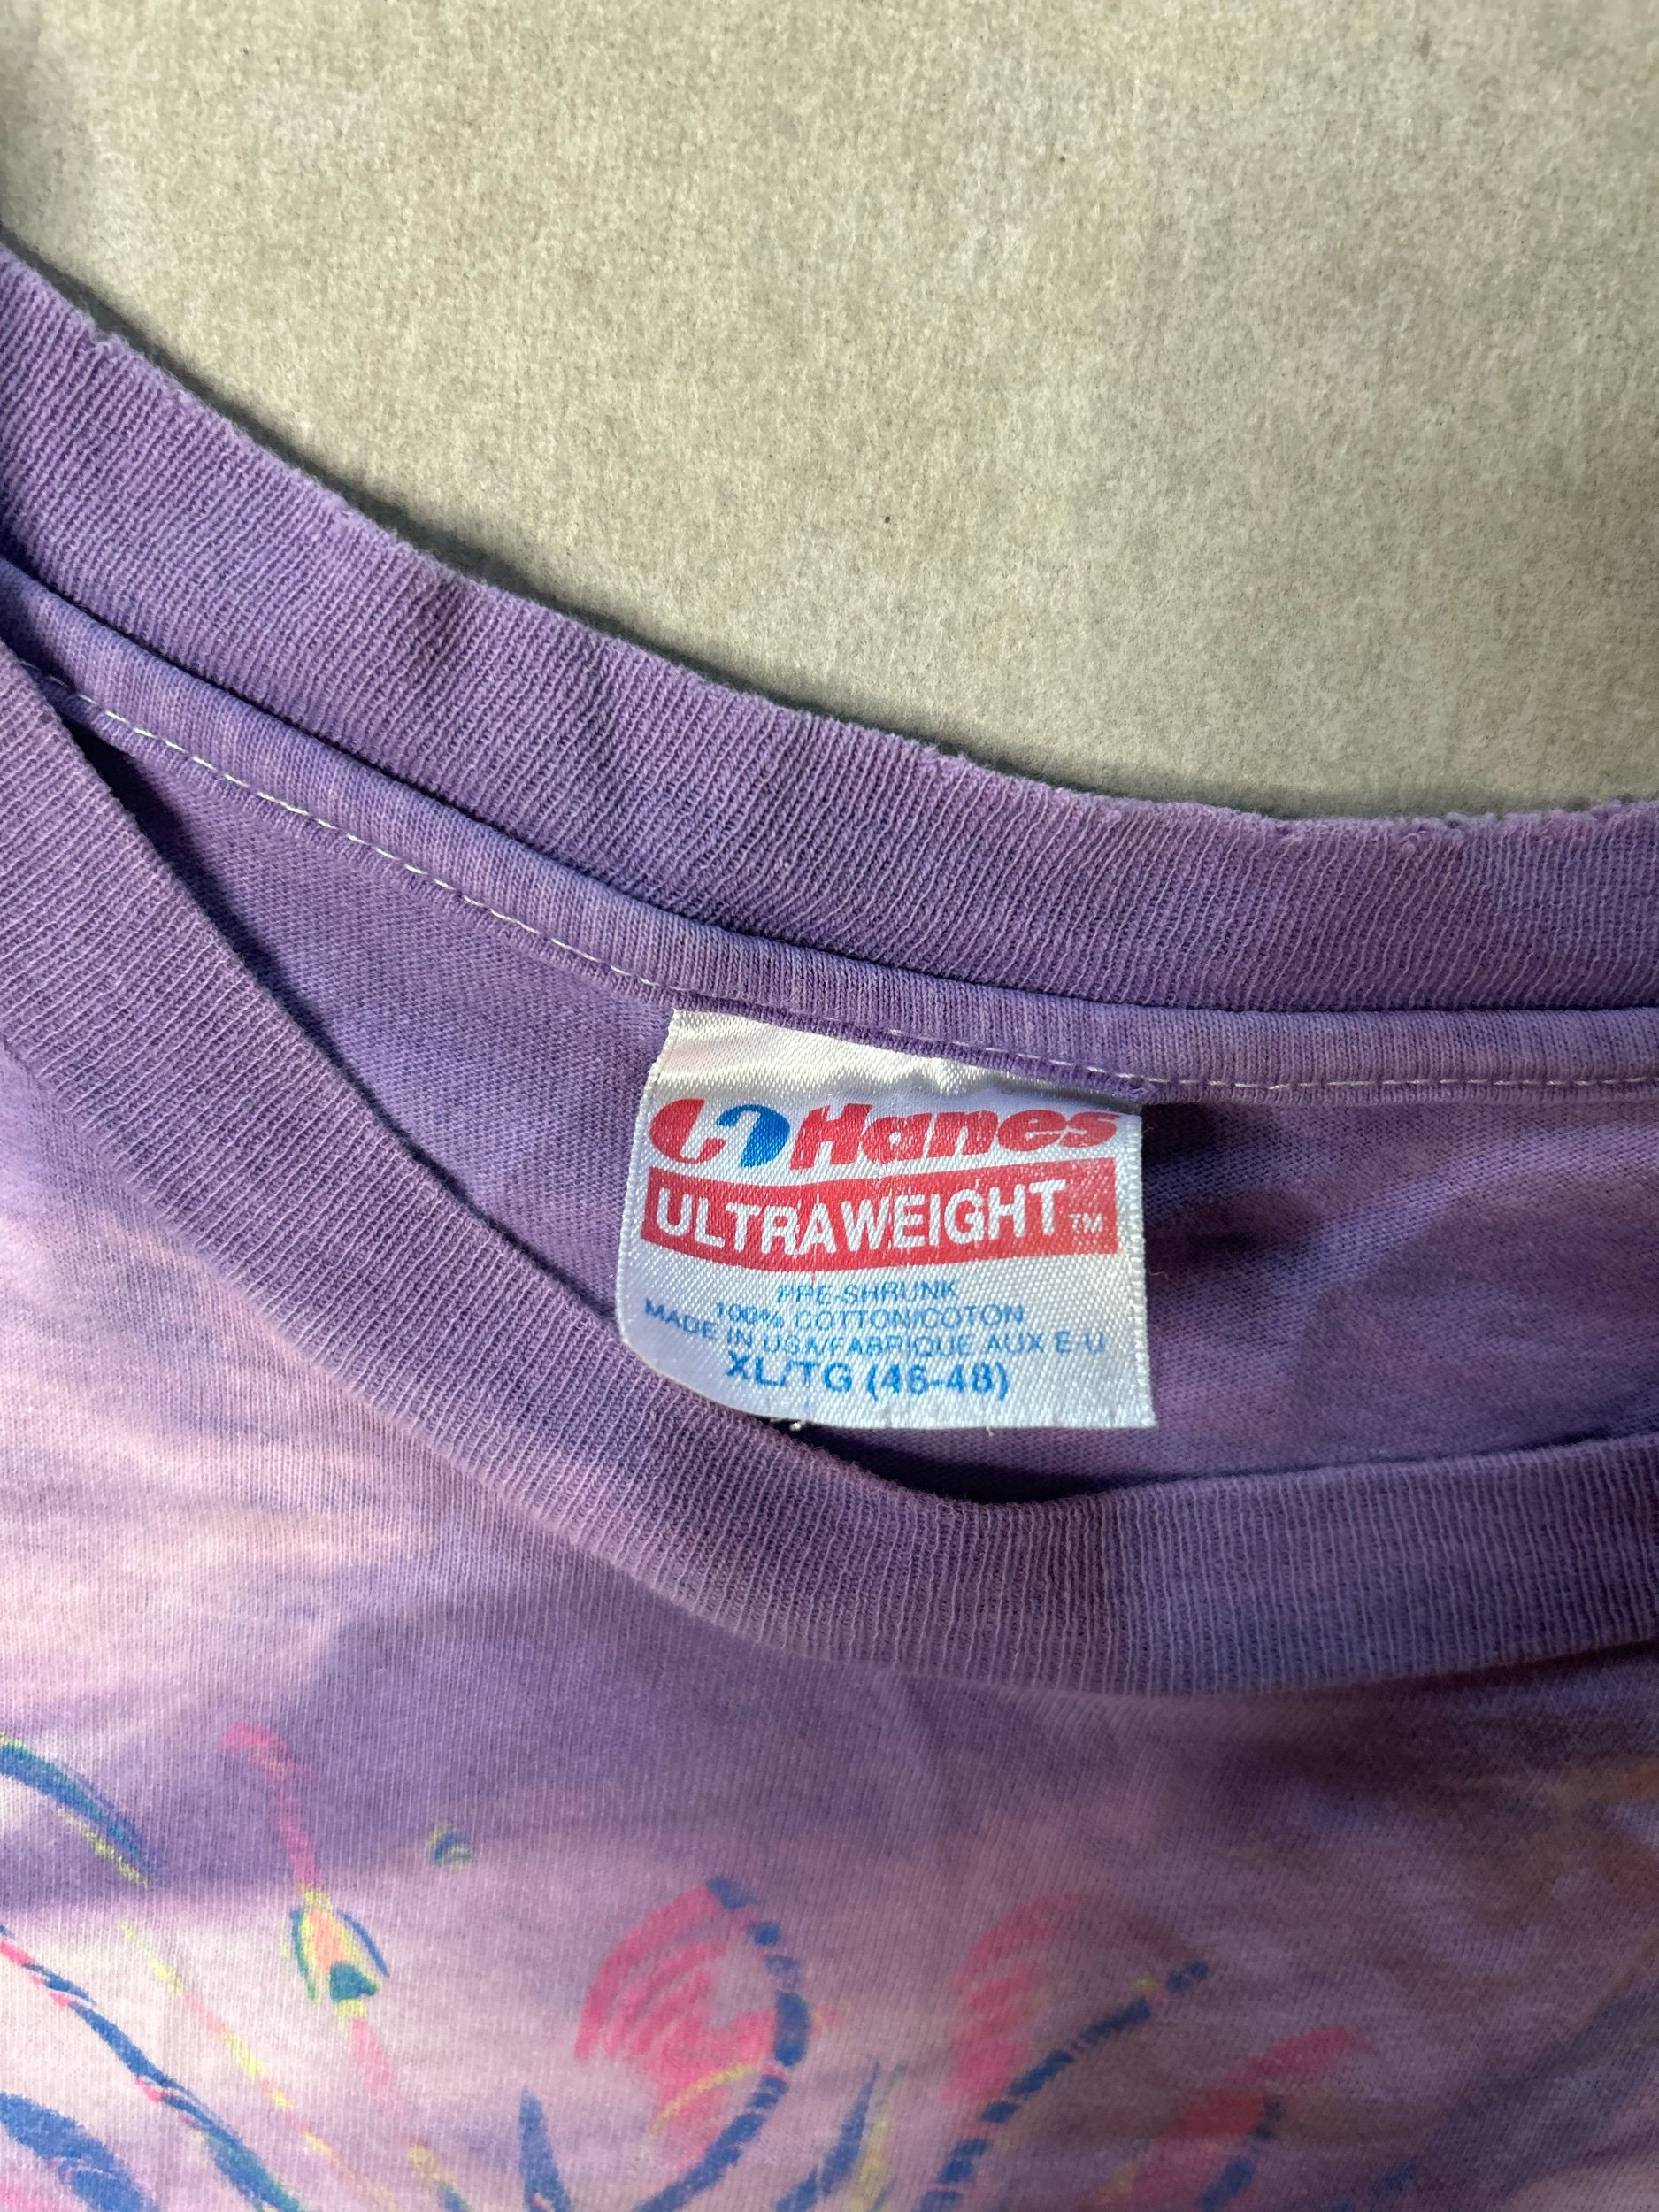 Hanes
ULTRAWEIGHT™
PRE-SHRUNK
100% COTTON/COTON
MADE IN USA/FABRIQUE AUX E-U
XL/TG (46-48)